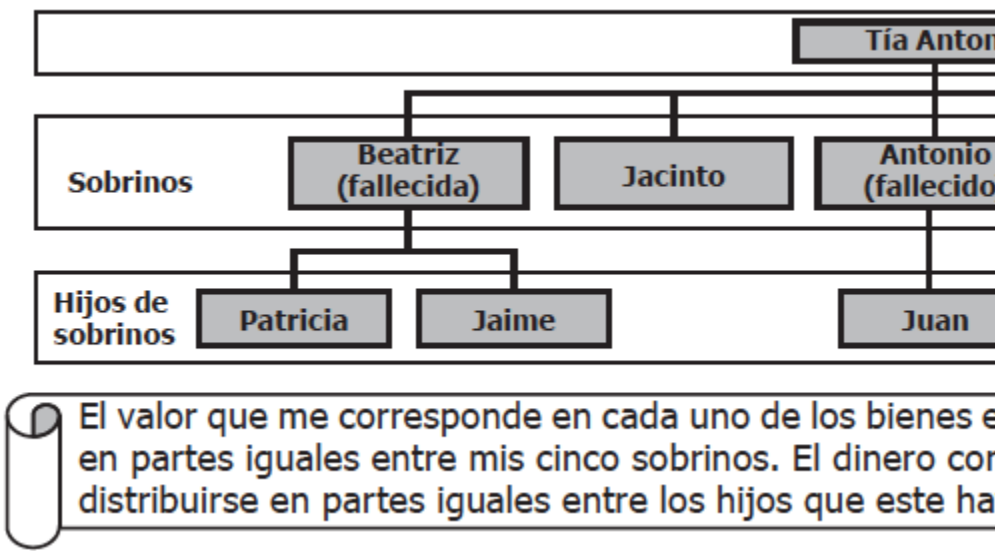 Tía Anton
Beatriz
(fallecida)
Jacinto
Antonio
(fallecido
Sobrinos
Hijos de
sobrinos
Patricia
Jaime
Juan
El valor que me corresponde en cada uno de los bienes e
en partes iguales entre mis cinco sobrinos. El dinero cor
distribuirse en partes iguales entre los hijos que este ha